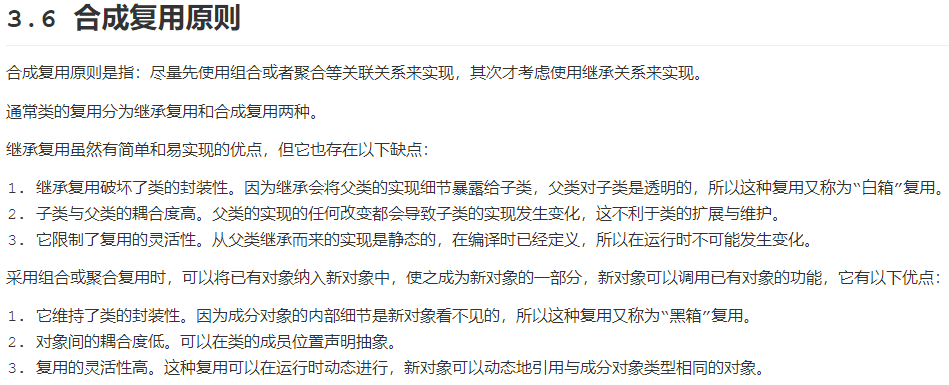 3.6 合成复用原则
合成复用原则是指：尽量先使用组合或者聚合等关联关系来实现，其次才考虑使用继承关系来实现。
通常类的复用分为继承复用和合成复用两种。
继承复用虽然有简单和易实现的优点，但它也存在以下缺点：
1. 继承复用破坏了类的封装性。因为继承会将父类的实现细节暴露给子类，父类对子类是透明的，所以这种复用又称为“白箱”复用。
2. 子类与父类的耦合度高。父类的实现的任何改变都会导致子类的实现发生变化，这不利于类的扩展与维护。
3. 它限制了复用的灵活性。从父类继承而来的实现是静态的，在编译时已经定义，所以在运行时不可能发生变化。
采用组合或聚合复用时，可以将已有对象纳入新对象中，使之成为新对象的一部分，新对象可以调用已有对象的功能，它有以下优点：
1. 它维持了类的封装性。因为成分对象的内部细节是新对象看不见的，所以这种复用又称为“黑箱”复用。
2. 对象间的耦合度低。可以在类的成员位置声明抽象。
3. 复用的灵活性高。这种复用可以在运行时动态进行，新对象可以动态地引用与成分对象类型相同的对象。